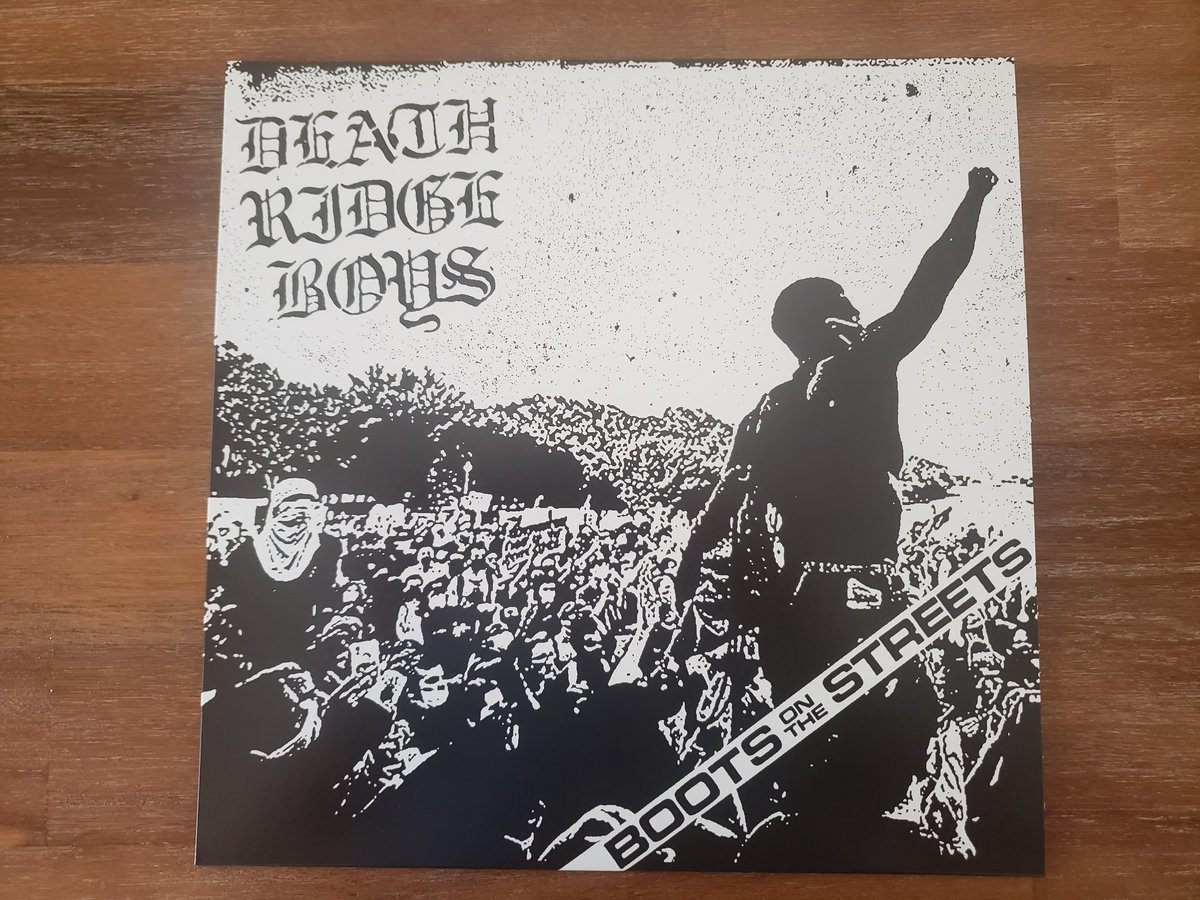 DEATH
RIDGE
BOYS
BOOTS ON THE STREETS